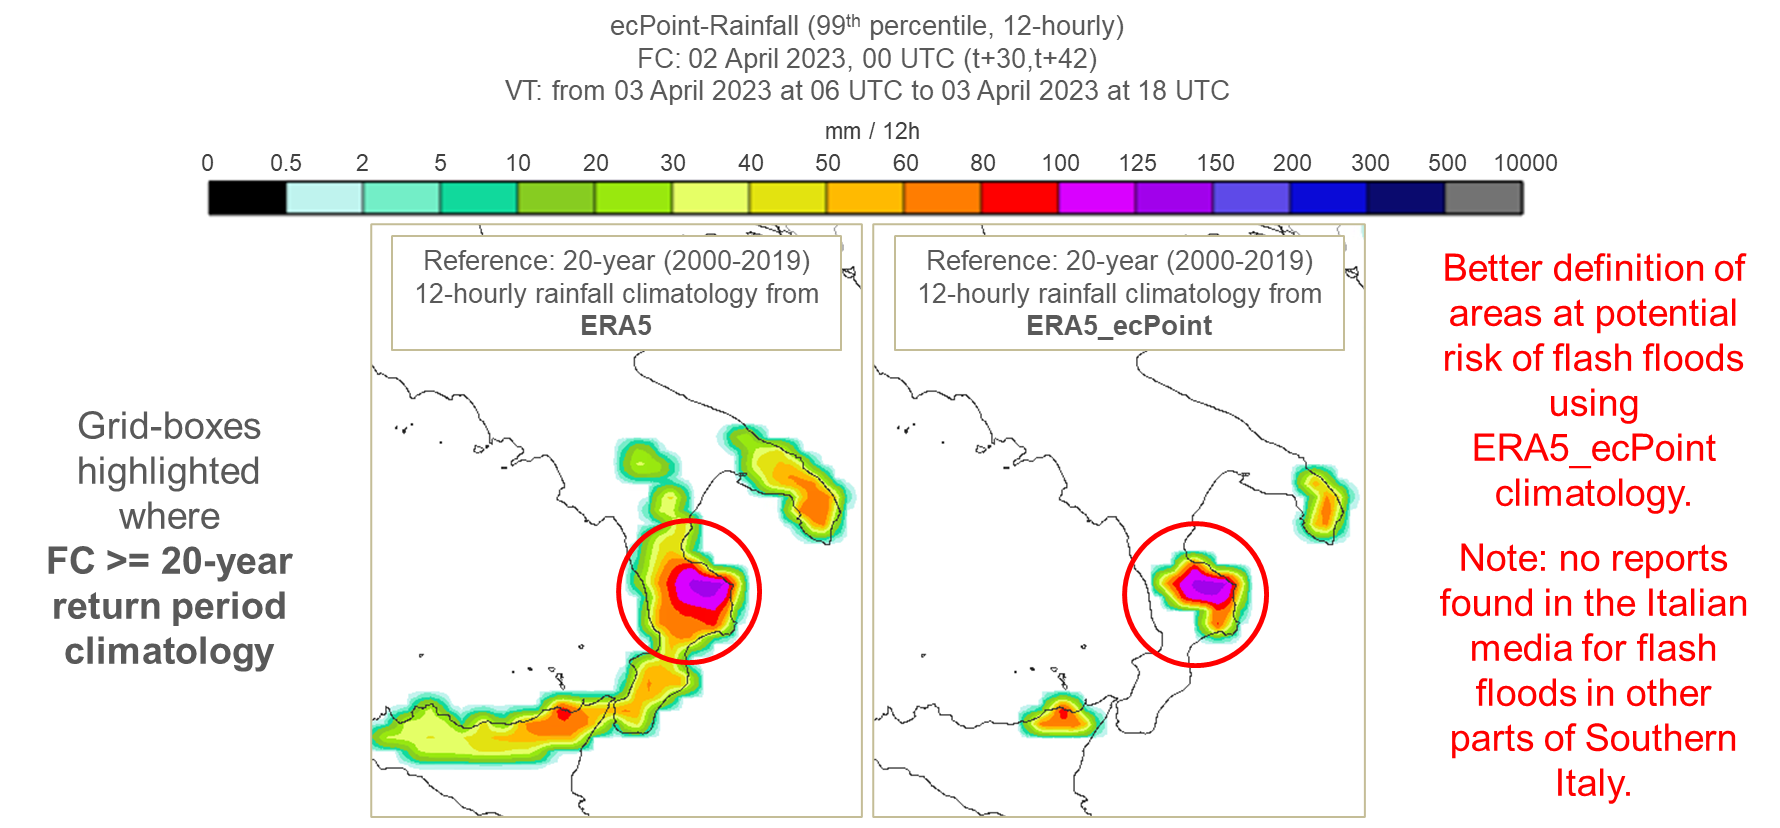 ecPoint-Rainfall (99th percentile, 12-hourly)
FC: 02 April 2023, 00 UTC (t+30,t+42)
VT: from 03 April 2023 at 06 UTC to 03 April 2023 at 18 UTC
mm / 12h
0 0.5 2 5 10 20 30 40 50 60 80 100 125 150 200 300 500 10000
Reference: 20-year (2000-2019)
12-hourly rainfall climatology from
ERA5
Reference: 20-year (2000-2019)
12-hourly rainfall climatology from
ERA5_ecPoint
Grid-boxes
highlighted
where
FC >= 20-year
return period
climatology
Better definition of
areas at potential
risk of flash floods
using
ERA5_ecPoint
climatology.
Note: no reports
found in the Italian
media for flash
floods in other
parts of Southern
Italy.